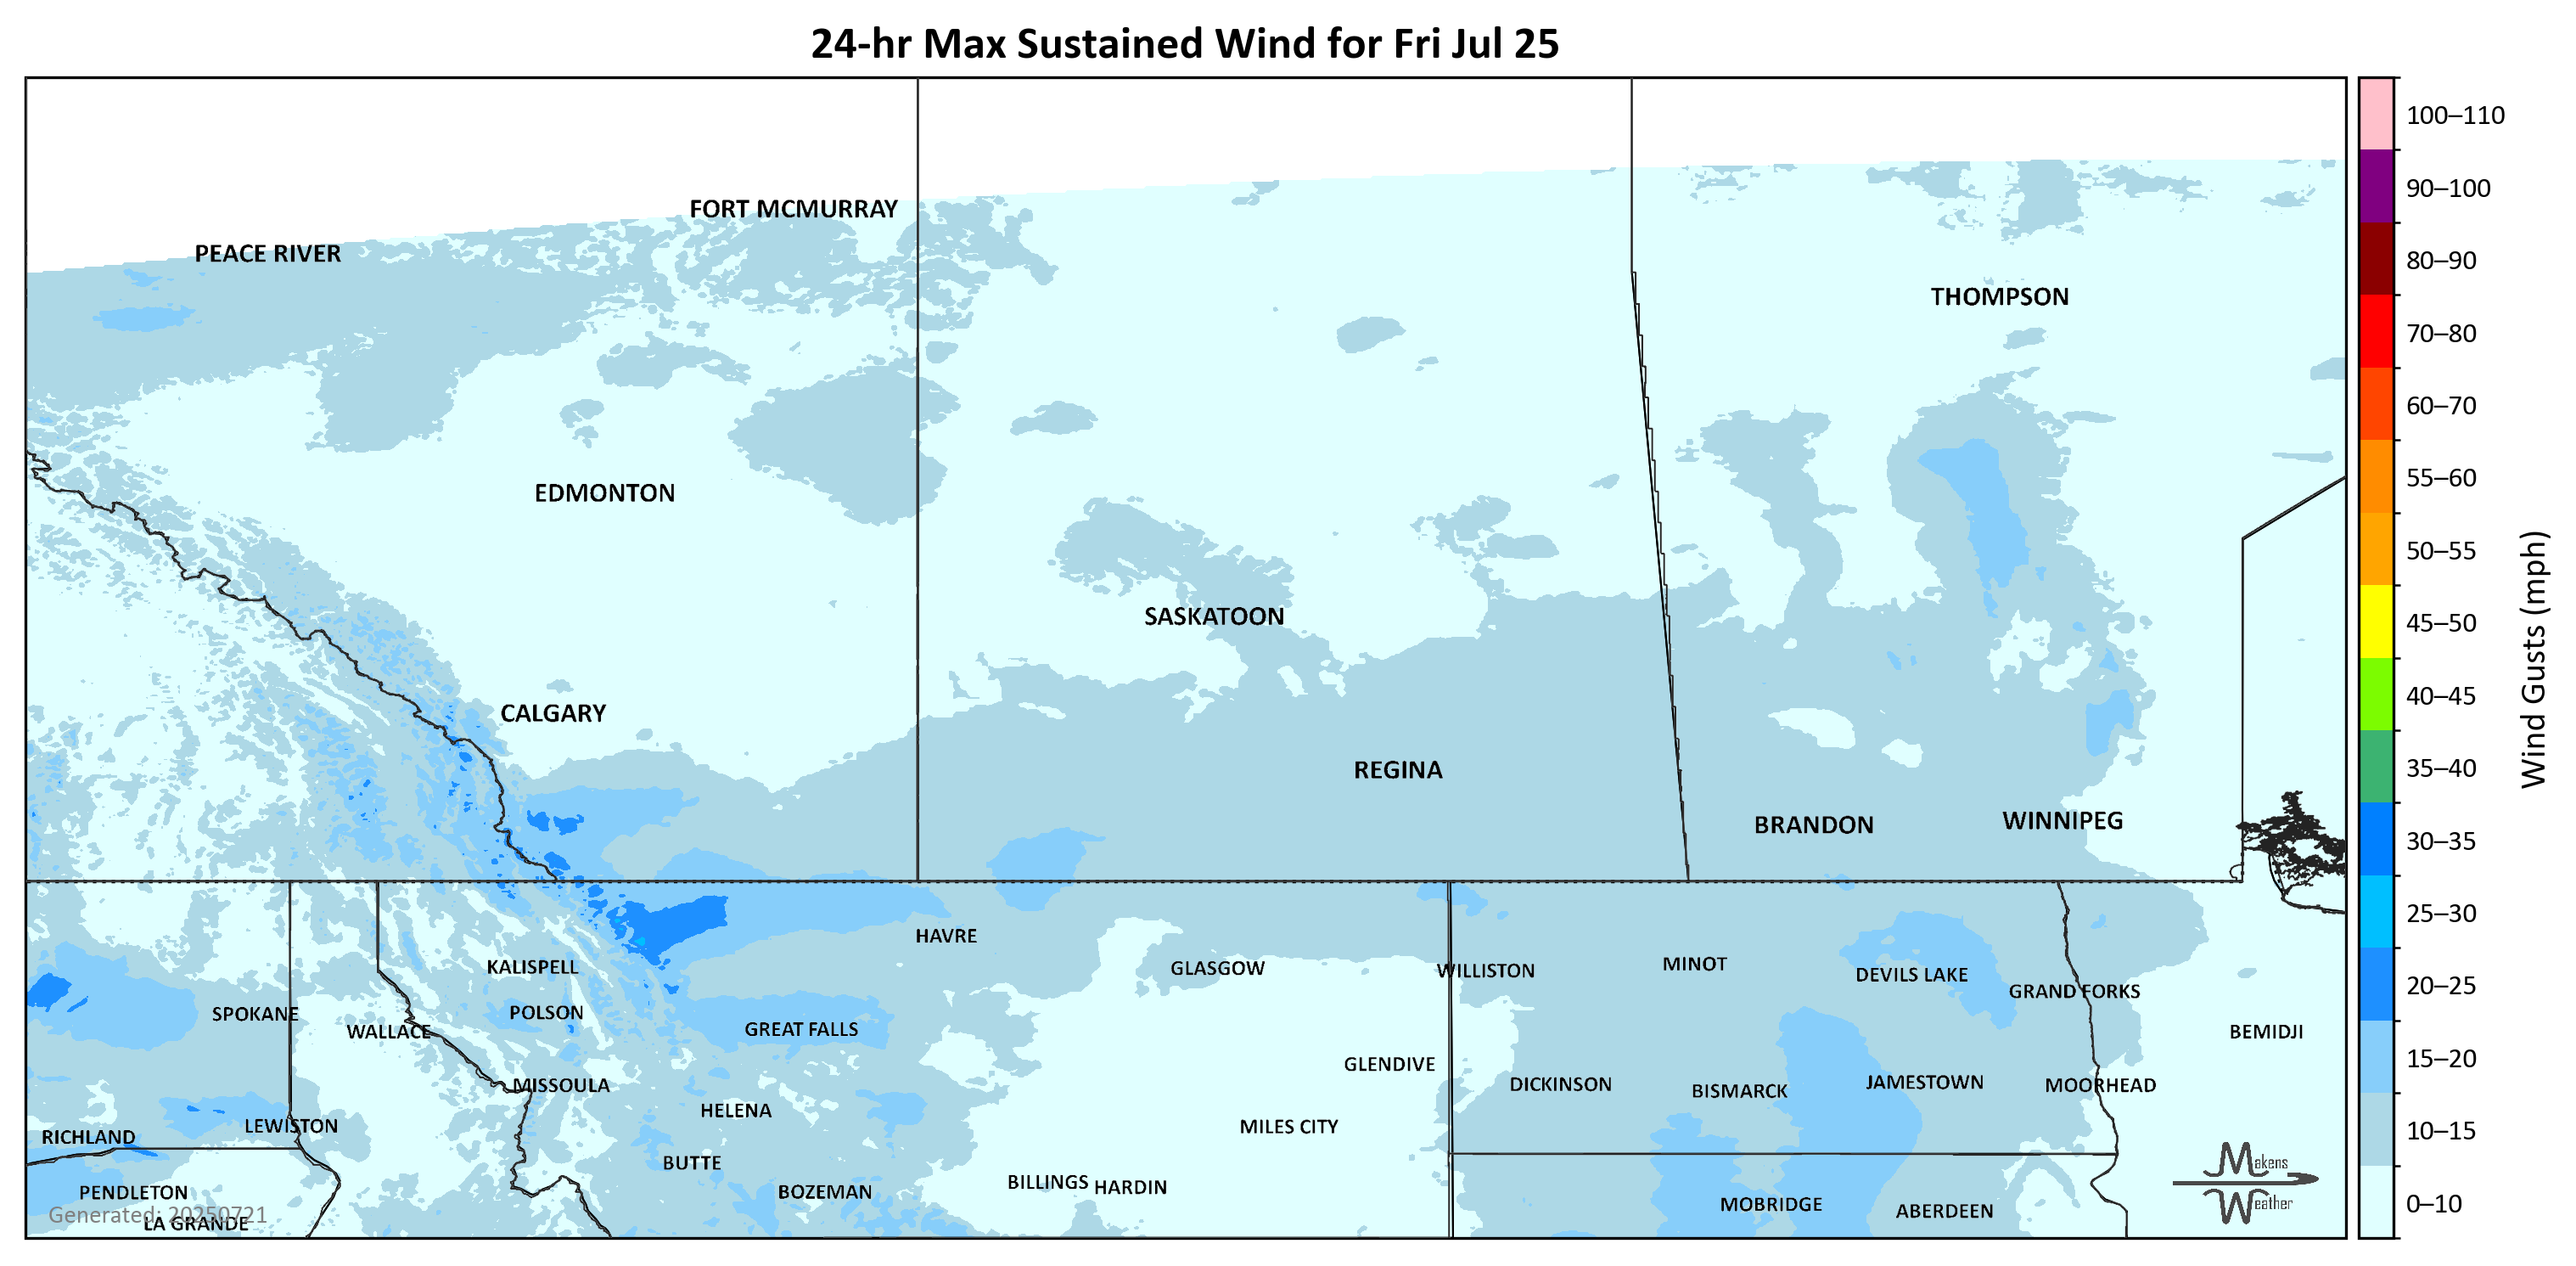 24-hr Max Sustained Wind for Fri Jul 25
FORT MCMURRAY
PEACE RIVER
THOMPSON
EDMONTON
SASKATOON
CALGARY
REGINA
BRANDON
WINNIPEG
HAVRE
KALISPELL
GLASGOW
WILLISTON
MINOT
DEVILS LAKE
GRAND FORKS
SPOKANE
POLSON
WALLACE
GREAT FALLS
BEMIDJI
GLENDIVE
MISSOULA
DICKINSON
BISMARCK
JAMESTOWN
MOORHEAD
HELENA
LEWISTON
MILES CITY
RICHLAND
BUTTE
PENDLETON
BOZEMAN
BILLINGS
HARDIN
MOBRIDGE
ABERDEEN
Generated: 20250721
LA GRANDE
Makens
Weather
100–110
90–100
80–90
70–80
60–70
55–60
50–55
45–50
40–45
35–40
30–35
25–30
20–25
15–20
10–15
0–10
Wind Gusts (mph)